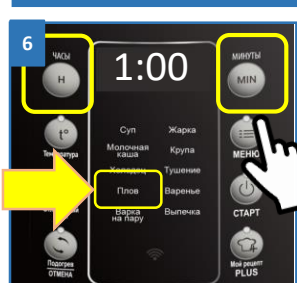 6
ЧАСЫ
H
1:00
МИНУТЫ
MIN
t°
Температура
Суп
Жарка
Молочная каша
Крупа
МЕНЮ
Холодец
Тушение
Плов
Варенье
Варка на пару
Выпечка
СТАРТ
Подогрев
ОТМЕНА
Мой рецепт
PLUS